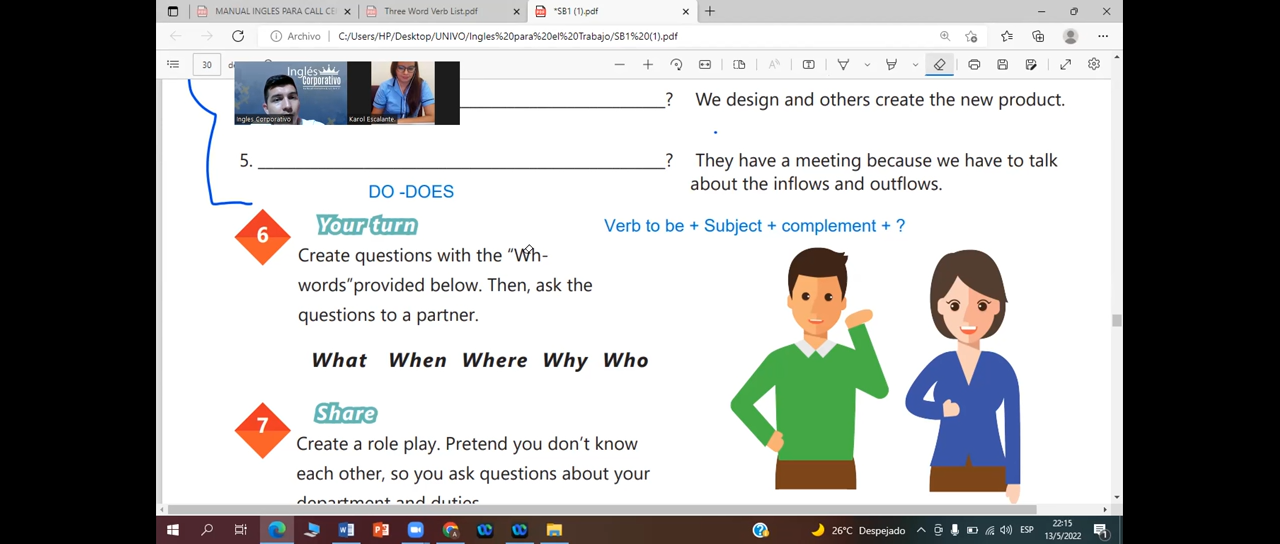 MANUAL INGLES PARA CALL CE
Three Word Verb List.pdf
*SB1 (1).pdf
Archivo
C:/Users/HP/Desktop/UNIVO/Ingles%20para%20el%20Trabajo/SB1%20(1).pdf
30
Inglés
Corporativo
Ingles Corporativo
Karol Escalante
? We design and others create the new product.
5. ? They have a meeting because we have to talk
about the inflows and outflows.
DO -DOES
6 Your turn
Verb to be + Subject + complement + ?
Create questions with the “Wh-
words”provided below. Then, ask the
questions to a partner.
What When Where Why Who
7 Share
Create a role play. Pretend you don’t know
each other, so you ask questions about your
department and duties.
26°C Despejado
ESP
22:15
13/5/2022